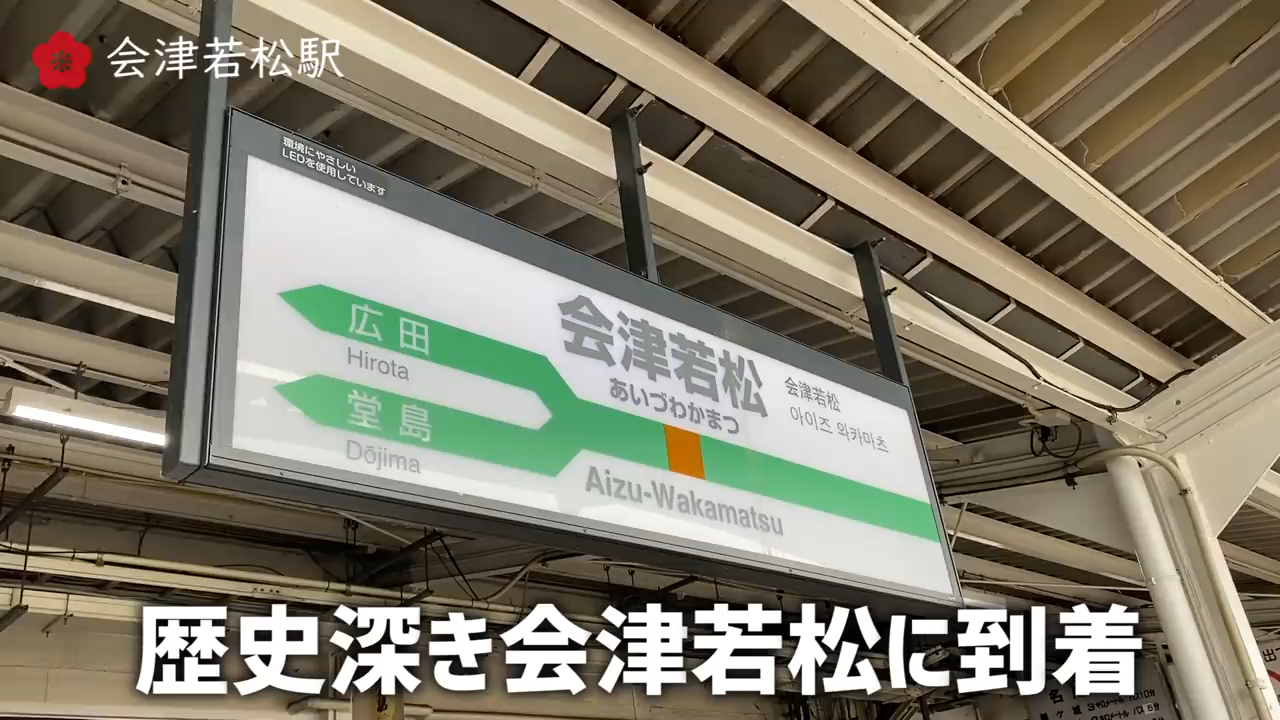 会津若松駅
環境にやさしい
LEDを使用しています
広田
Hirota
堂島
Dōjima
会津若松
あいづわかまつ
Aizu-Wakamatsu
会津若松
아이즈 와카마츠
歴史深き会津若松に到着